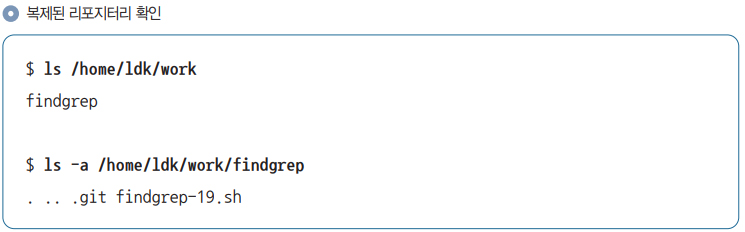 복제된 리포지터리 확인
$ ls /home/ldk/work
findgrep
$ ls -a /home/ldk/work/findgrep
. .. .git findgrep-19.sh